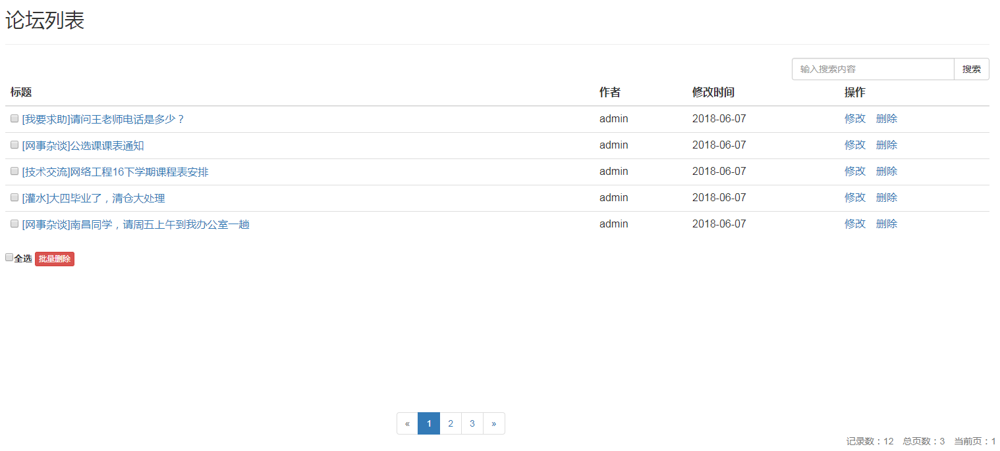 论坛列表
输入搜索内容 搜索
标题 作者 修改时间 操作
[我要求助]请问王老师电话是多少？ admin 2018-06-07 修改 删除
[网事杂谈]公选课课表通知 admin 2018-06-07 修改 删除
[技术交流]网络工程16下学期课程表安排 admin 2018-06-07 修改 删除
[灌水]大四毕业了，清仓大处理 admin 2018-06-07 修改 删除
[网事杂谈]南昌同学，请周五上午到我办公室一趟 admin 2018-06-07 修改 删除
全选 批量删除
« 1 2 3 »
记录数：12 总页数：3 当前页：1